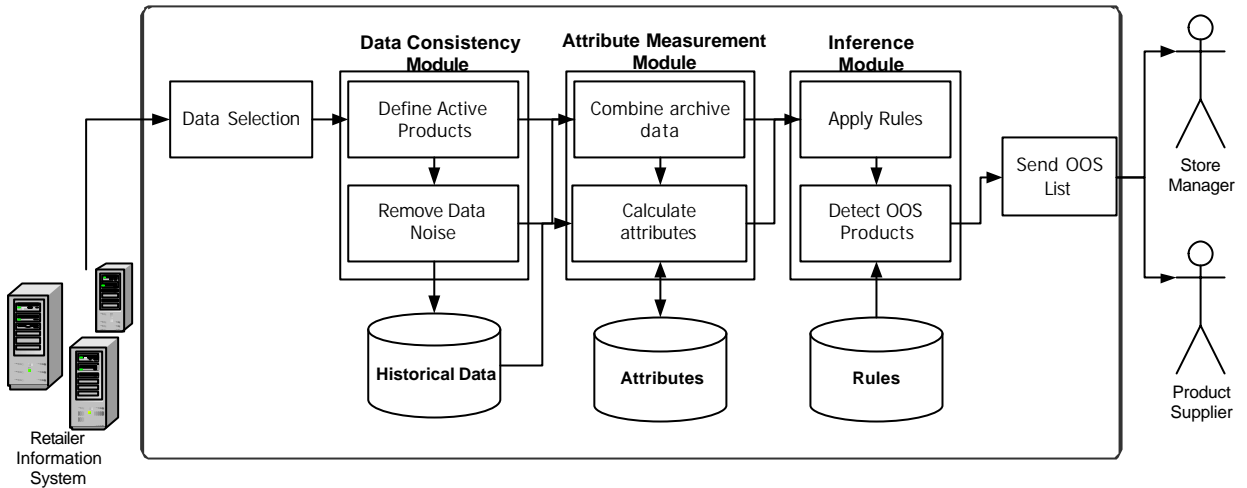 Data Consistency
Module
Attribute Measurement
Module
Inference
Module
Data Selection
Define Active
Products
Combine archive
data
Apply Rules
Send OOS
List
Remove Data
Noise
Calculate
attributes
Detect OOS
Products
Historical Data
Attributes
Rules
Store
Manager
Product
Supplier
Retailer
Information
System